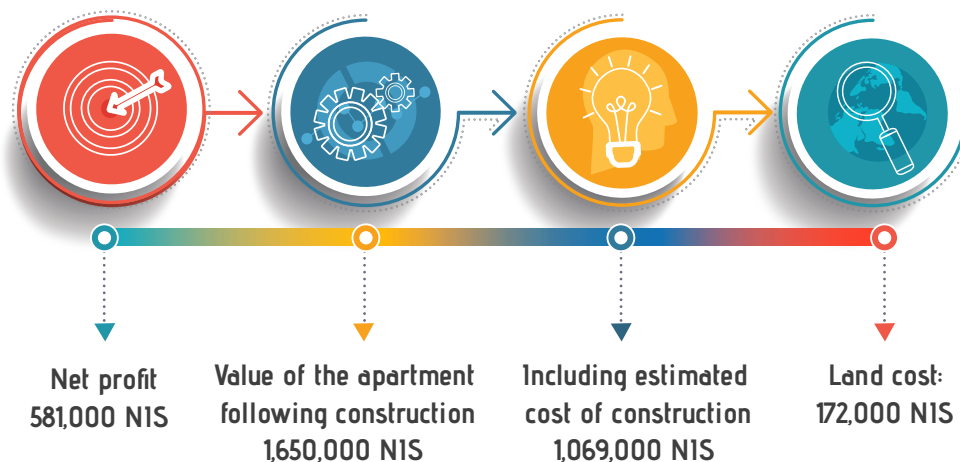 Net profit
581,000 NIS
Value of the apartment
following construction
1,650,000 NIS
Including estimated
cost of construction
1,069,000 NIS
Land cost:
172,000 NIS